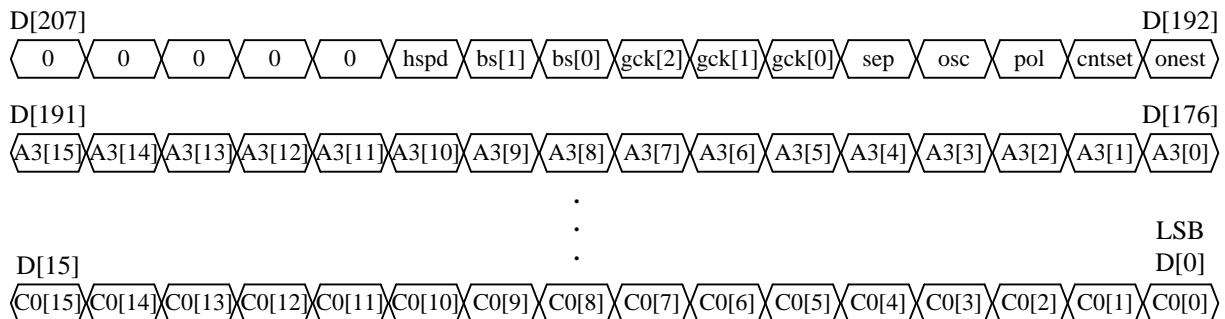 D[207] D[192]
0 0 0 0 0 hspd bs[1] bs[0] gck[2] gck[1] gck[0] sep osc pol cntset onest
D[191] D[176]
A3[15] A3[14] A3[13] A3[12] A3[11] A3[10] A3[9] A3[8] A3[7] A3[6] A3[5] A3[4] A3[3] A3[2] A3[1] A3[0]
.
.
.
LSB
D[15] D[0]
C0[15] C0[14] C0[13] C0[12] C0[11] C0[10] C0[9] C0[8] C0[7] C0[6] C0[5] C0[4] C0[3] C0[2] C0[1] C0[0]